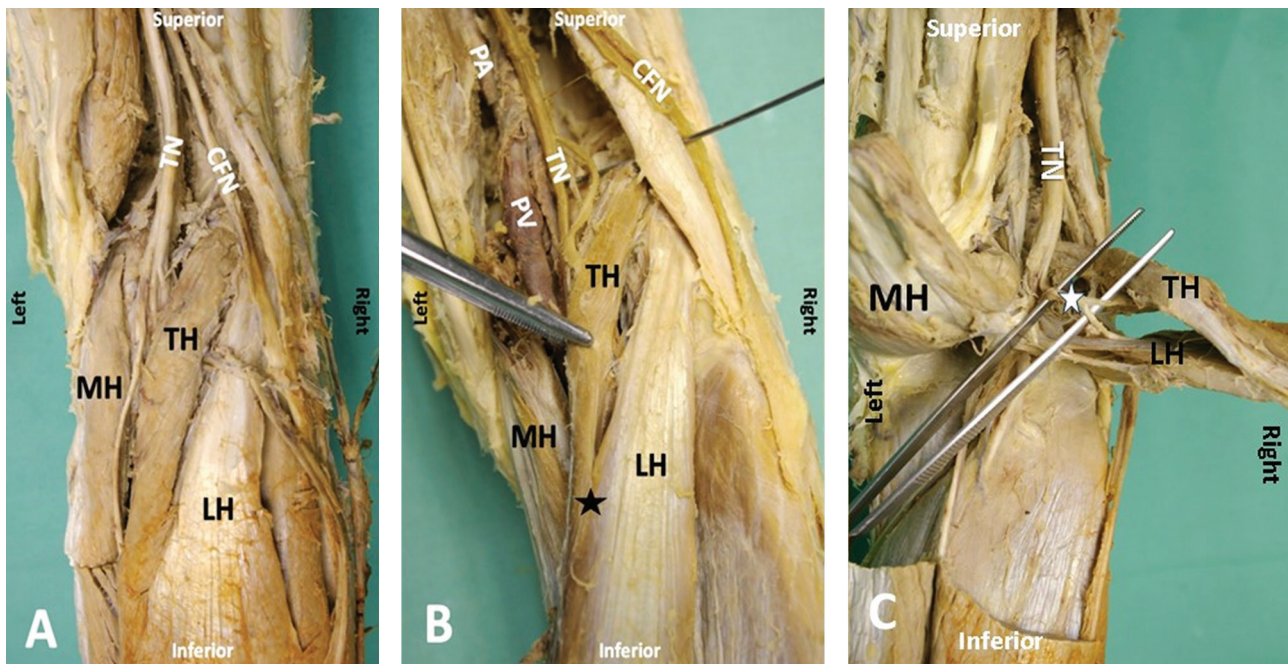 Superior
TN
CFN
TH
MH
LH
Left
Right
A
Inferior
Superior
PA
CFN
TN
PV
TH
Left
Right
MH
LH
B
Inferior
Superior
TN
MH
TH
LH
Left
Right
C
Inferior